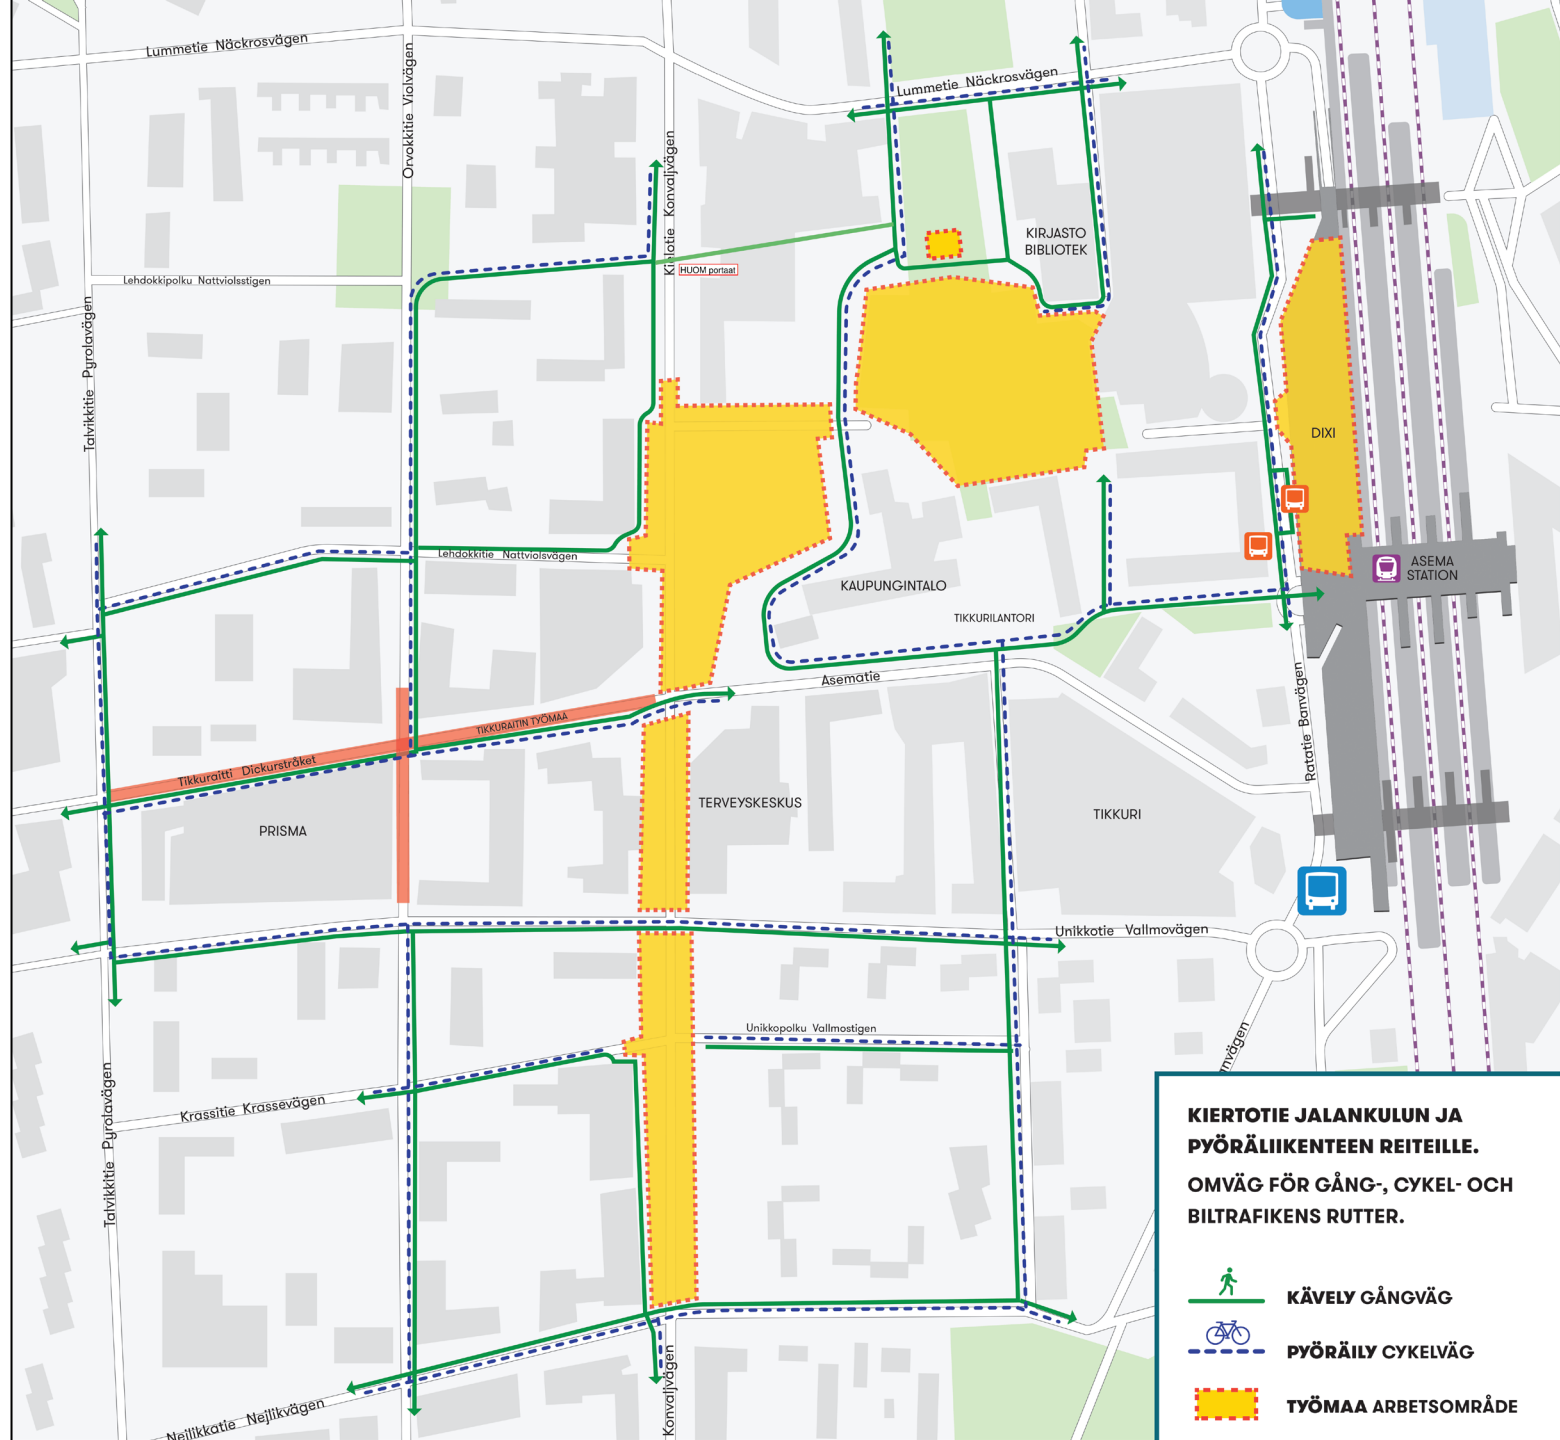 Lummetie Näckrosvägen
Orvokkitie Violvägen
Kielotie Konvaljvägen
Lummetie Näckrosvägen
KIRJASTO
BIBLIOTEK
HUOM portaat
Lehdokkipolku Nattviolsstigen
Talvikkitie Pyrolavägen
DIXI
Lehdokkitie Nattviolsvägen
ASEMA
STATION
KAUPUNGINTALO
TIKKURILANTORI
Asematie
Ratatie Banvägen
TIKKURAITIN TYÖMAA
Tikkuraitti Dickurstråket
PRISMA
TERVEYSKESKUS
TIKKURI
Unikkotie Vallmovägen
Unikkopolku Vallmostigen
nvägen
Krassitie Krassevägen
Talvikkitie Pyrolavägen
Konvaljvägen
Neilikkatie Nejlikvägen
KIERTOTIE JALANKULUN JA
PYÖRÄLIIKENTEEN REITEILLE.
OMVÄG FÖR GÅNG-, CYKEL- OCH
BILTRAFIKENS RUTTER.
KÄVELY GÅNGVÄG
PYÖRÄILY CYKELVÄG
TYÖMAA ARBETSOMRÅDE